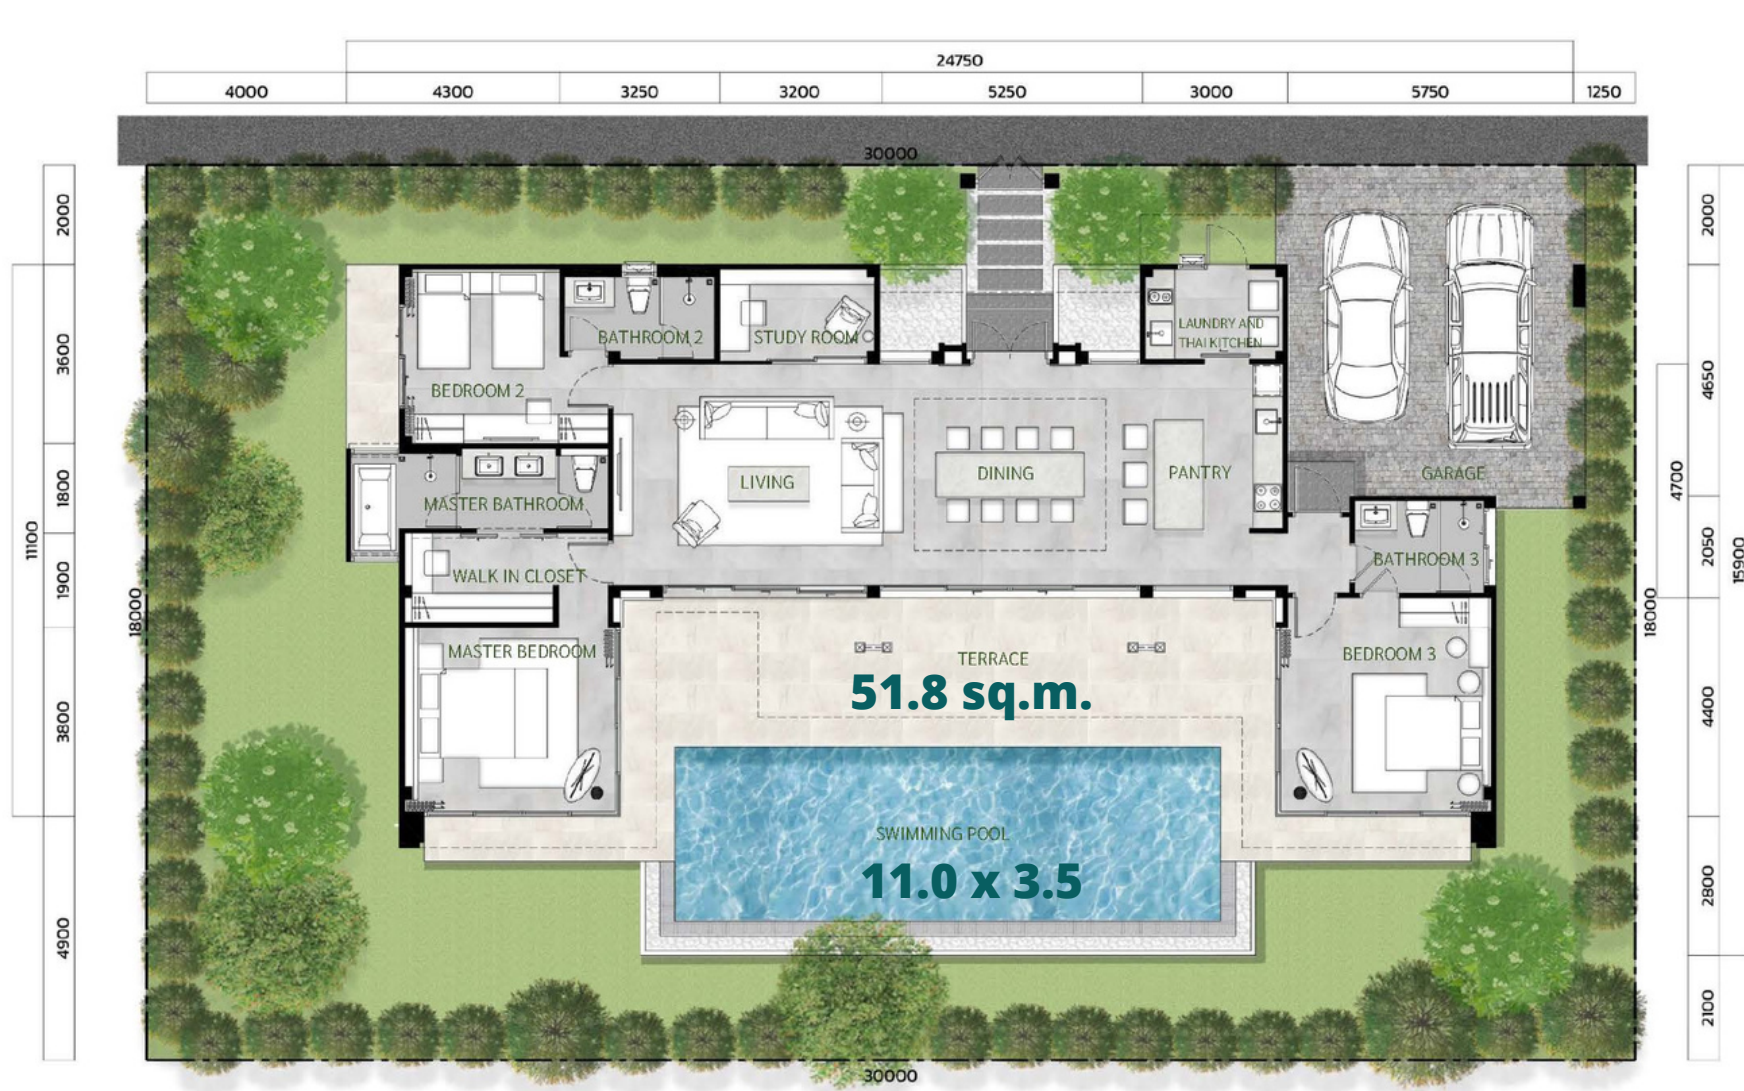 24750
4000
4300
3250
3200
5250
3000
5750
1250
30000
2000
3600
1800
1900
3800
4900
11100
18000
2000
4650
2050
4400
2800
2100
4700
15900
18000
BATHROOM 2
STUDY ROOM
LAUNDRY AND
THAI KITCHEN
BEDROOM 2
LIVING
DINING
PANTRY
GARAGE
MASTER BATHROOM
BATHROOM 3
WALK IN CLOSET
MASTER BEDROOM
TERRACE
51.8 sq.m.
BEDROOM 3
SWIMMING POOL
11.0 x 3.5
30000